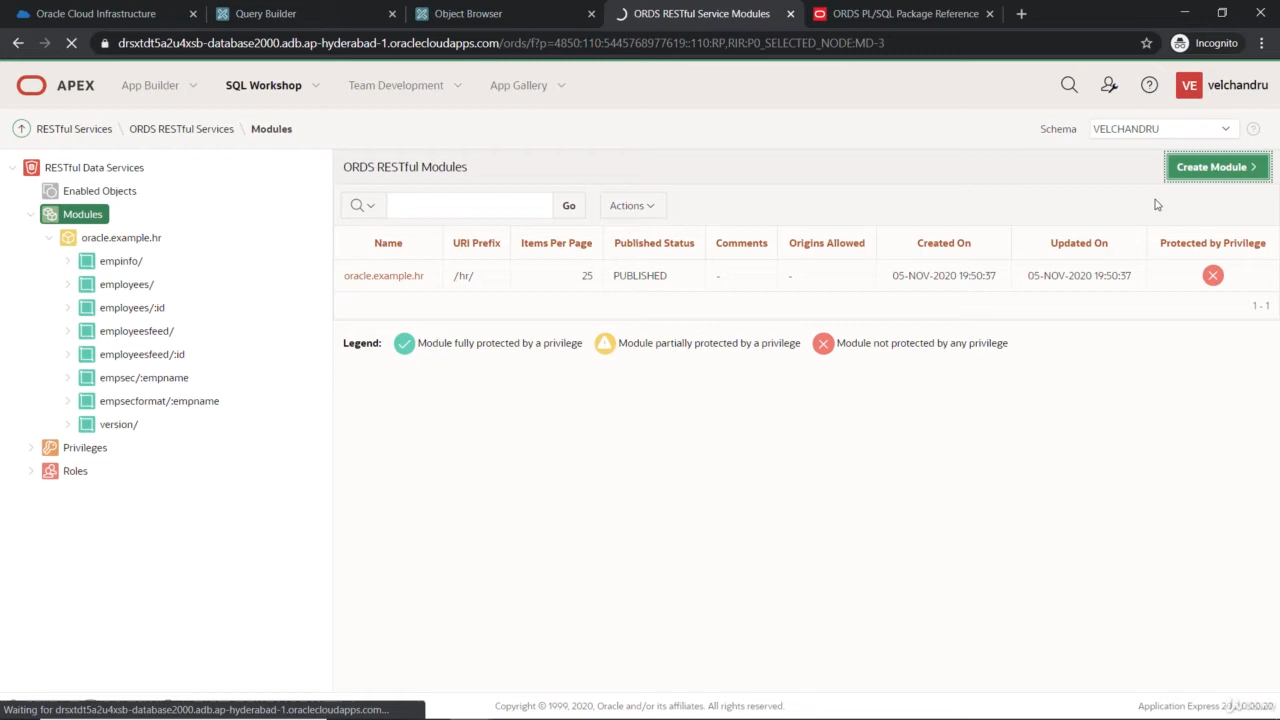 Oracle Cloud Infrastructure
Query Builder
Object Browser
ORDS RESTful Service Modules
ORDS PL/SQL Package Reference
drsxtdt5a2u4xsb-database2000.adb.ap-hyderabad-1.oraclecloudapps.com/ords/f?p=4850:110:5445768977619::110:RP,RIR:P0_SELECTED_NODE:MD-3
Incognito
APEX
App Builder
SQL Workshop
Team Development
App Gallery
VE velchandru
RESTful Services \ ORDS RESTful Services \ Modules
Schema VELCHANDRU
RESTful Data Services
Enabled Objects
Modules
oracle.example.hr
empinfo/
employees/
employees/:id
employeesfeed/
employeesfeed/:id
empsec/:empname
empsecformat/:empname
version/
Privileges
Roles
ORDS RESTful Modules
Create Module >
Go
Actions
Name URI Prefix Items Per Page Published Status Comments Origins Allowed Created On Updated On Protected by Privilege
oracle.example.hr /hr/ 25 PUBLISHED - - 05-NOV-2020 19:50:37 05-NOV-2020 19:50:37
1 - 1
Legend: Module fully protected by a privilege Module partially protected by a privilege Module not protected by any privilege
Waiting for drsxtdt5a2u4xsb-database2000.adb.ap-hyderabad-1.oraclecloudapps.com...
Copyright © 1999, 2020, Oracle and/or its affiliates. All rights reserved.
Application Express